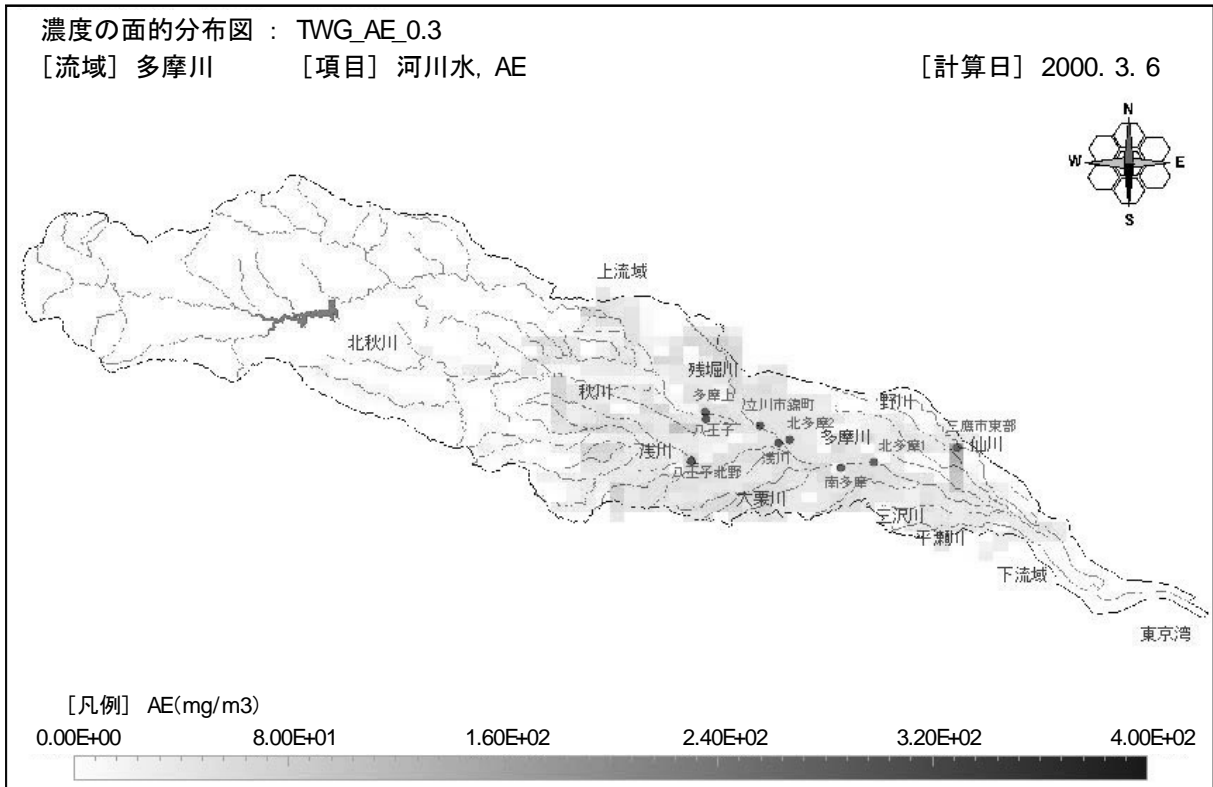 濃度の面的分布図 : TWG_AE_0.3
[流域] 多摩川 [項目] 河川水, AE [計算日] 2000. 3. 6
N
W E
S
上流域
北秋川
残堀川
秋川
多摩上
野川
立川市錦町
八王子
北多摩2
多摩川
三鷹市東部
仙川
浅川
浅川
北多摩1
八王子北野
南多摩
大栗川
三沢川
平瀬川
下流域
東京湾
[凡例] AE(mg/m3)
0.00E+00 8.00E+01 1.60E+02 2.40E+02 3.20E+02 4.00E+02